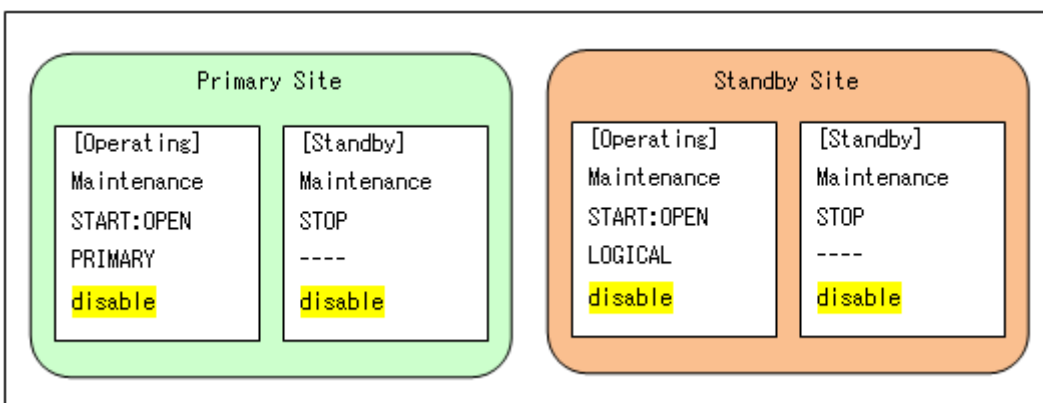 Primary Site
[Operating]
Maintenance
START:OPEN
PRIMARY
disable
[Standby]
Maintenance
STOP
----
disable
Standby Site
[Operating]
Maintenance
START:OPEN
LOGICAL
disable
[Standby]
Maintenance
STOP
----
disable